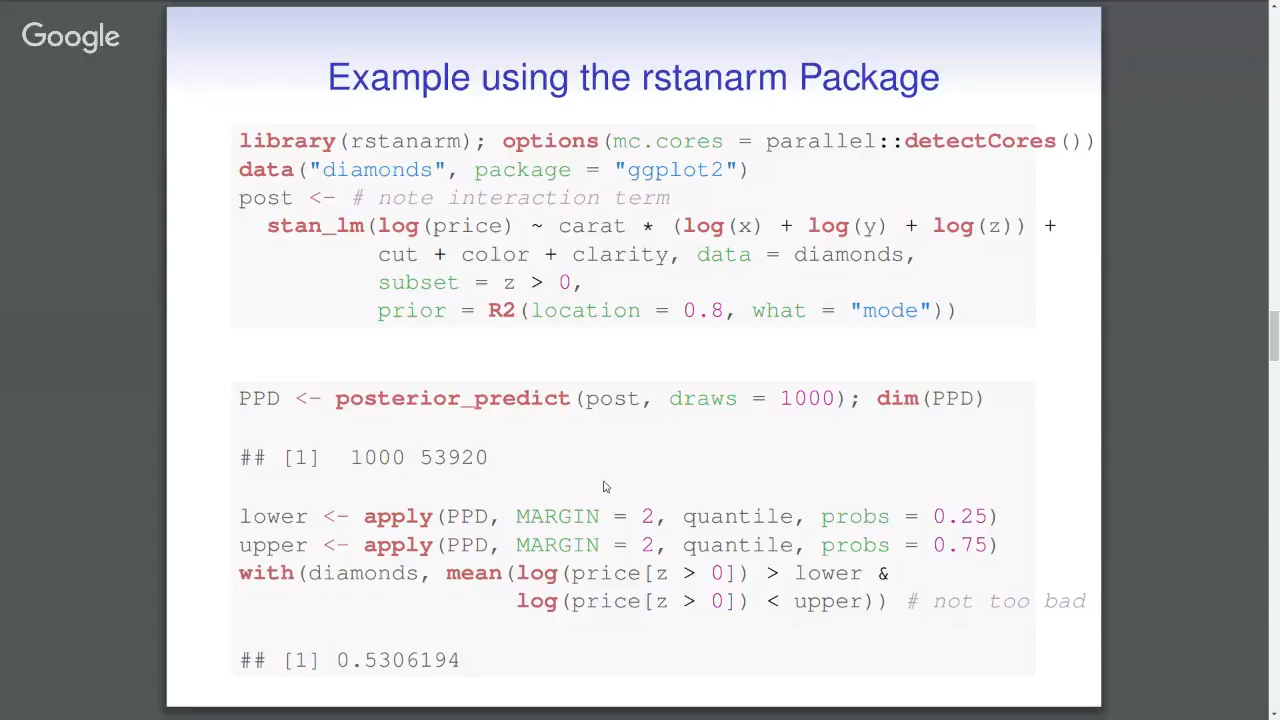 Google
Example using the rstanarm Package
library(rstanarm); options(mc.cores = parallel::detectCores())
data("diamonds", package = "ggplot2")
post <- # note interaction term
stan_lm(log(price) ~ carat * (log(x) + log(y) + log(z)) +
cut + color + clarity, data = diamonds,
subset = z > 0,
prior = R2(location = 0.8, what = "mode"))
PPD <- posterior_predict(post, draws = 1000); dim(PPD)
## [1] 1000 53920
lower <- apply(PPD, MARGIN = 2, quantile, probs = 0.25)
upper <- apply(PPD, MARGIN = 2, quantile, probs = 0.75)
with(diamonds, mean(log(price[z > 0]) > lower &
log(price[z > 0]) < upper)) # not too bad
## [1] 0.5306194